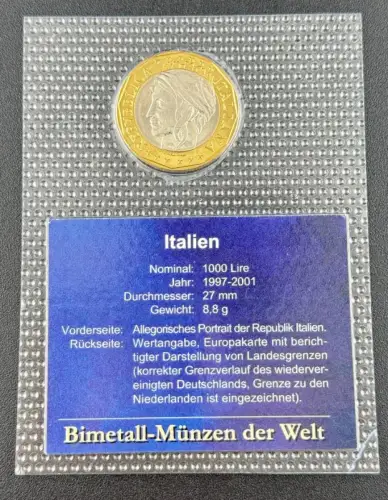 REPUBBLICA ITALIANA
Italien
Nominal: 1000 Lire
Jahr: 1997-2001
Durchmesser: 27 mm
Gewicht: 8,8 g
Vorderseite: Allegorisches Portrait der Republik Italien.
Rückseite: Wertangabe, Europakarte mit berich-
tigter Darstellung von Landesgrenzen
(korrekter Grenzverlauf des wiederver-
einigten Deutschlands, Grenze zu den
Niederlanden ist eingezeichnet).
Bimetall-Münzen der Welt